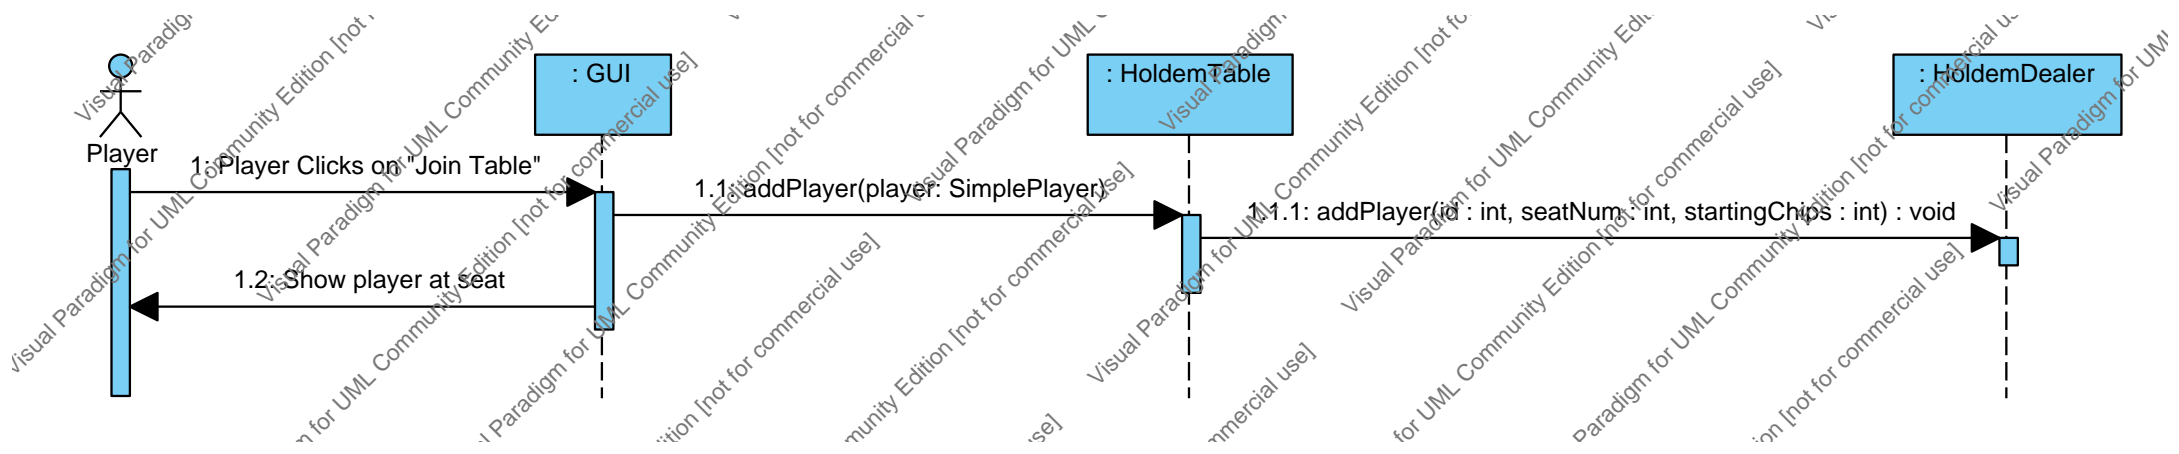 : GUI
: HoldemTable
: HoldemDealer
Player
1: Player Clicks on "Join Table"
1.1: addPlayer(player: SimplePlayer)
1.1.1: addPlayer(id : int, seatNum : int, startingChips : int) : void
1.2: Show player at seat
Visual Paradigm for UML Community Edition [not for commercial use]